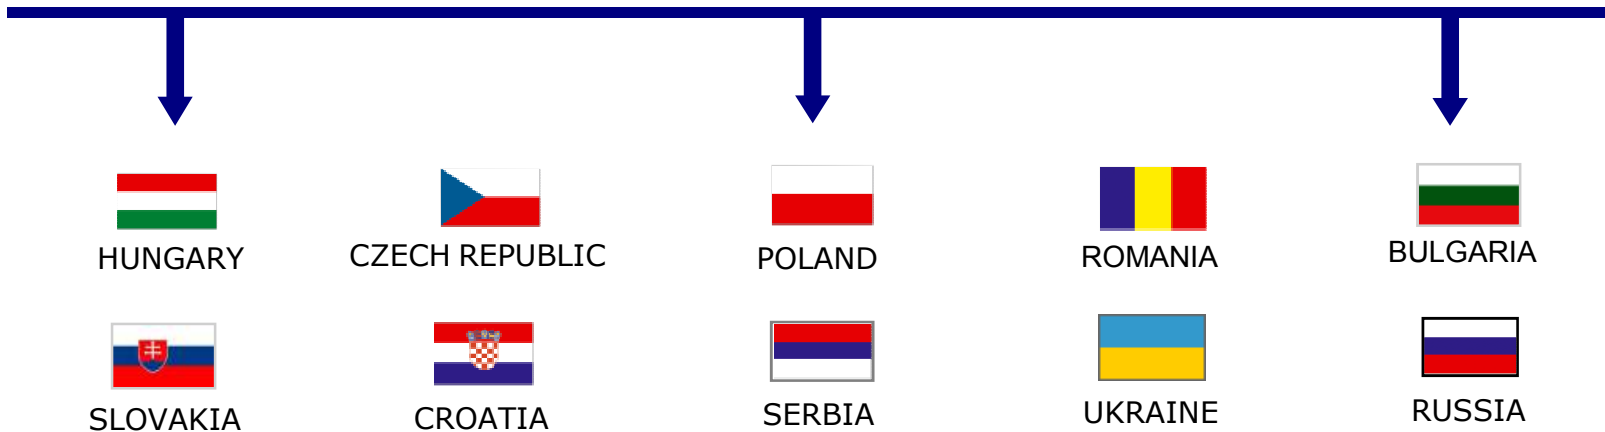 HUNGARY
CZECH REPUBLIC
POLAND
ROMANIA
BULGARIA
SLOVAKIA
CROATIA
SERBIA
UKRAINE
RUSSIA